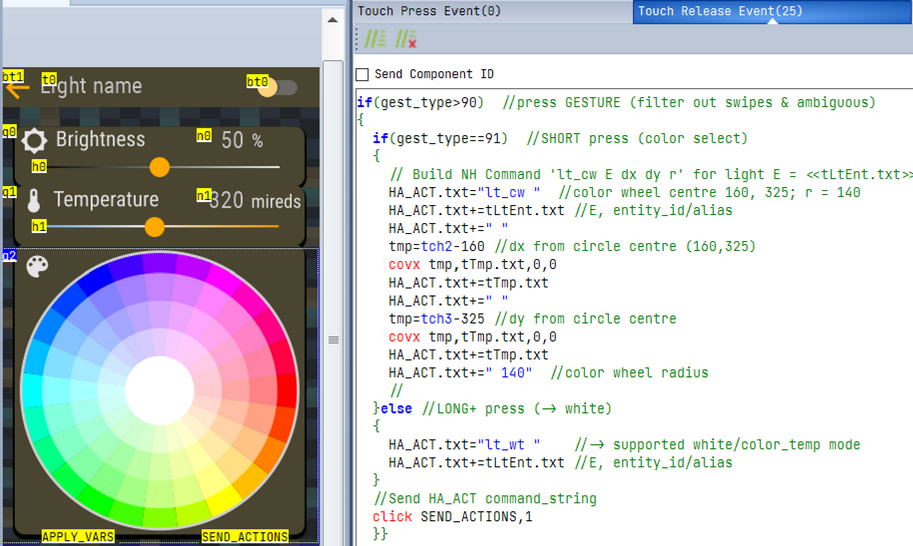 Touch Press Event(0)
Touch Release Event(25)
Send Component ID
bt1
t0
Light name
bt0
g0
Brightness
n0
50 %
h0
g1
Temperature
n1
320 mireds
h1
g2
APPLY_VARS
SEND_ACTIONS
if(gest_type>90)  //press GESTURE (filter out swipes & ambiguous)
{
if(gest_type==91)  //SHORT press (color select)
{
// Build NH Command 'lt_cw E dx dy r' for light E = <<tLtEnt.txt>>
HA_ACT.txt="lt_cw "  //color wheel centre 160, 325; r = 140
HA_ACT.txt+=tLtEnt.txt //E, entity_id/alias
HA_ACT.txt+=" "
tmp=tch2-160 //dx from circle centre (160,325)
covx tmp,tTmp.txt,0,0
HA_ACT.txt+=tTmp.txt
HA_ACT.txt+=" "
tmp=tch3-325 //dy from circle centre
covx tmp,tTmp.txt,0,0
HA_ACT.txt+=tTmp.txt
HA_ACT.txt+=" 140"  //color wheel radius
//
}else //LONG+ press (-> white)
{
HA_ACT.txt="lt_wt "    //-> supported white/color_temp mode
HA_ACT.txt+=tLtEnt.txt //E, entity_id/alias
}
//Send HA_ACT command_string
click SEND_ACTIONS,1
}}